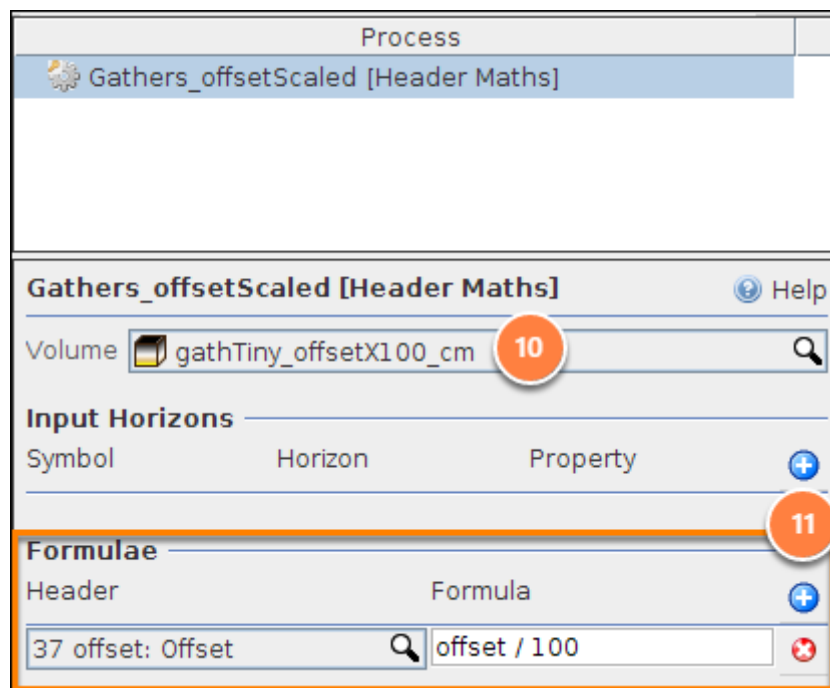 Process
Gathers_offsetScaled [Header Maths]
Gathers_offsetScaled [Header Maths] Help
Volume gathTiny_offsetX100_cm 10
Input Horizons
Symbol Horizon Property
11
Formulae
Header Formula
37 offset: Offset offset / 100